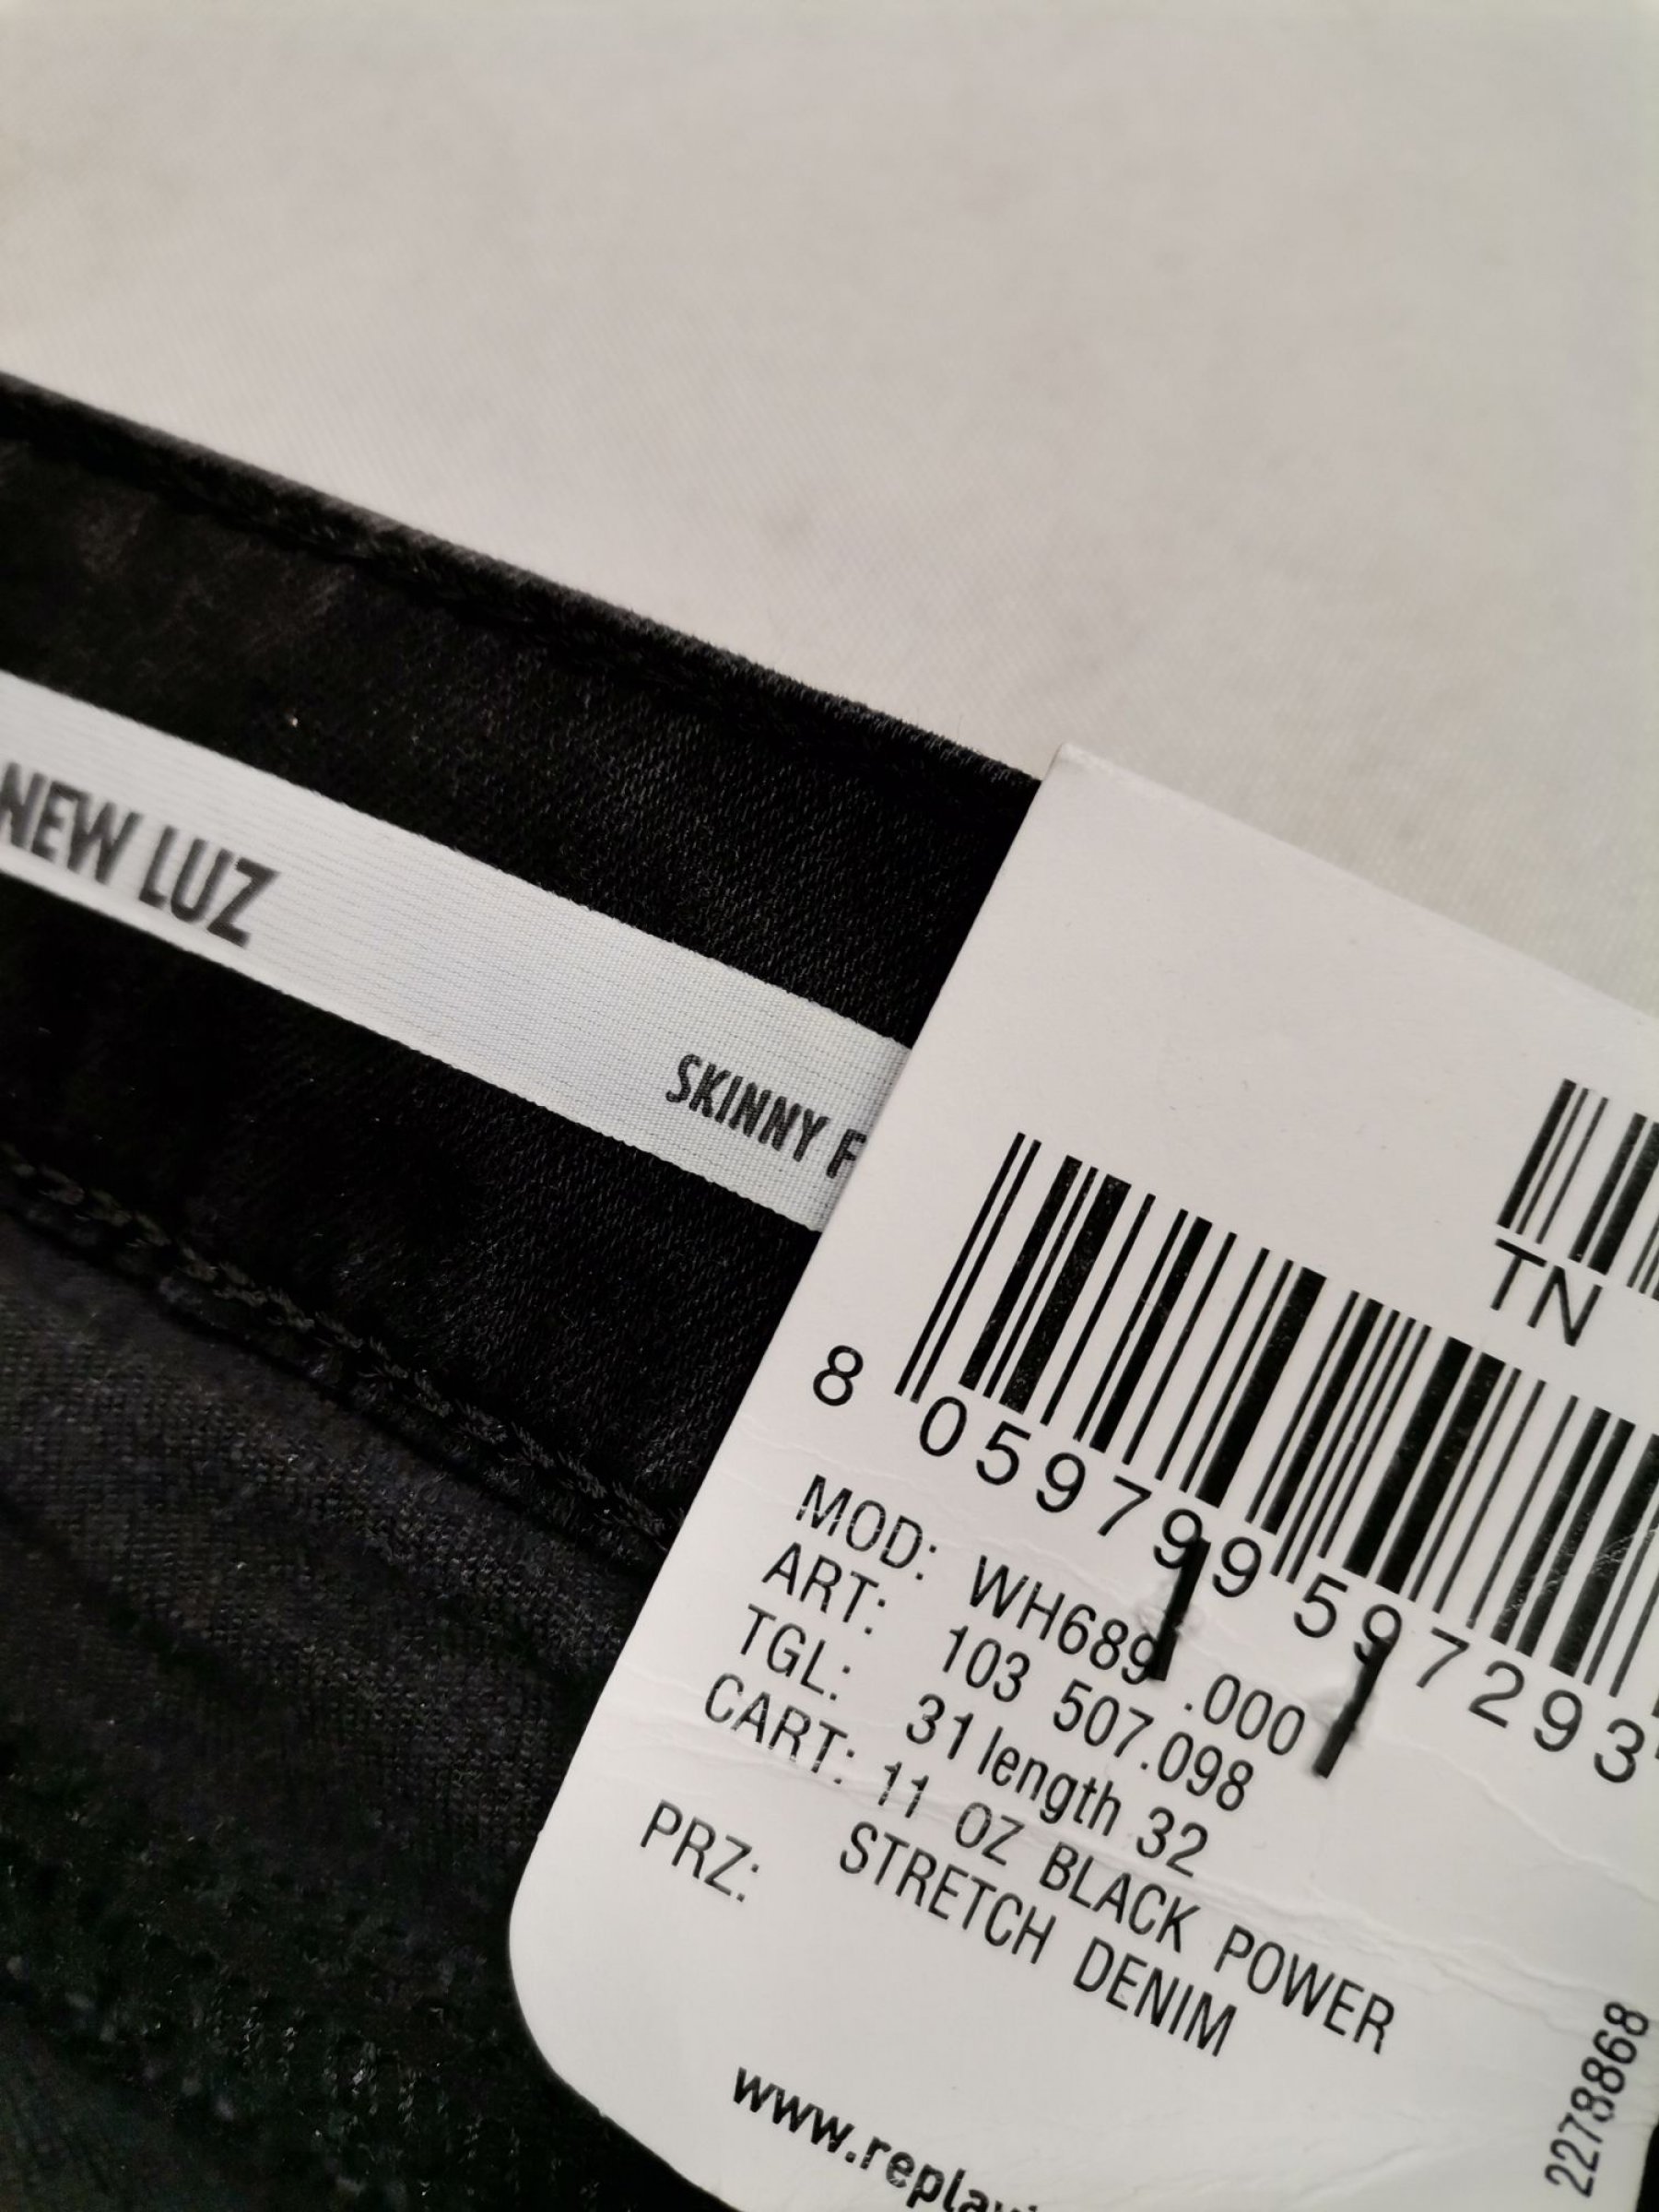 NEW LUZ
SKINNY F
TN
8 059799 597293
MOD: WH689 .000
ART: 103 507.098
TGL: 31 length 32
CART: 11 OZ BLACK POWER
STRETCH DENIM
PRZ:
www.replay
2278868